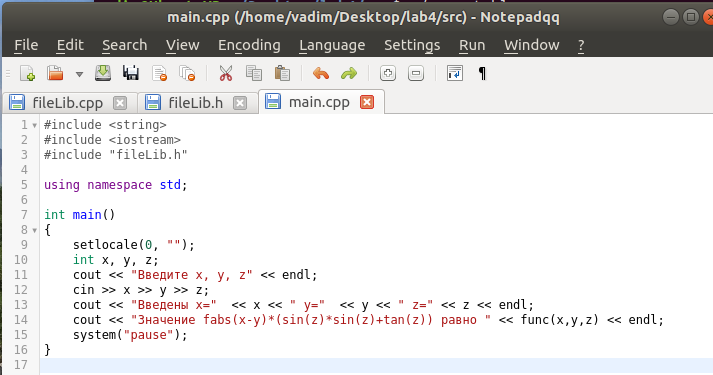 main.cpp (/home/vadim/Desktop/lab4/src) - Notepadqq
File Edit Search View Encoding Language Settings Run Window ?
fileLib.cpp fileLib.h main.cpp
1 #include <string>
2 #include <iostream>
3 #include "fileLib.h"
4
5 using namespace std;
6
7 int main()
8 {
9 setlocale(0, "");
10 int x, y, z;
11 cout << "Введите x, y, z" << endl;
12 cin >> x >> y >> z;
13 cout << "Введены x="  << x << " y="  << y << " z=" << z << endl;
14 cout << "Значение fabs(x-y)*(sin(z)*sin(z)+tan(z)) равно " << func(x,y,z) << endl;
15 system("pause");
16 }
17